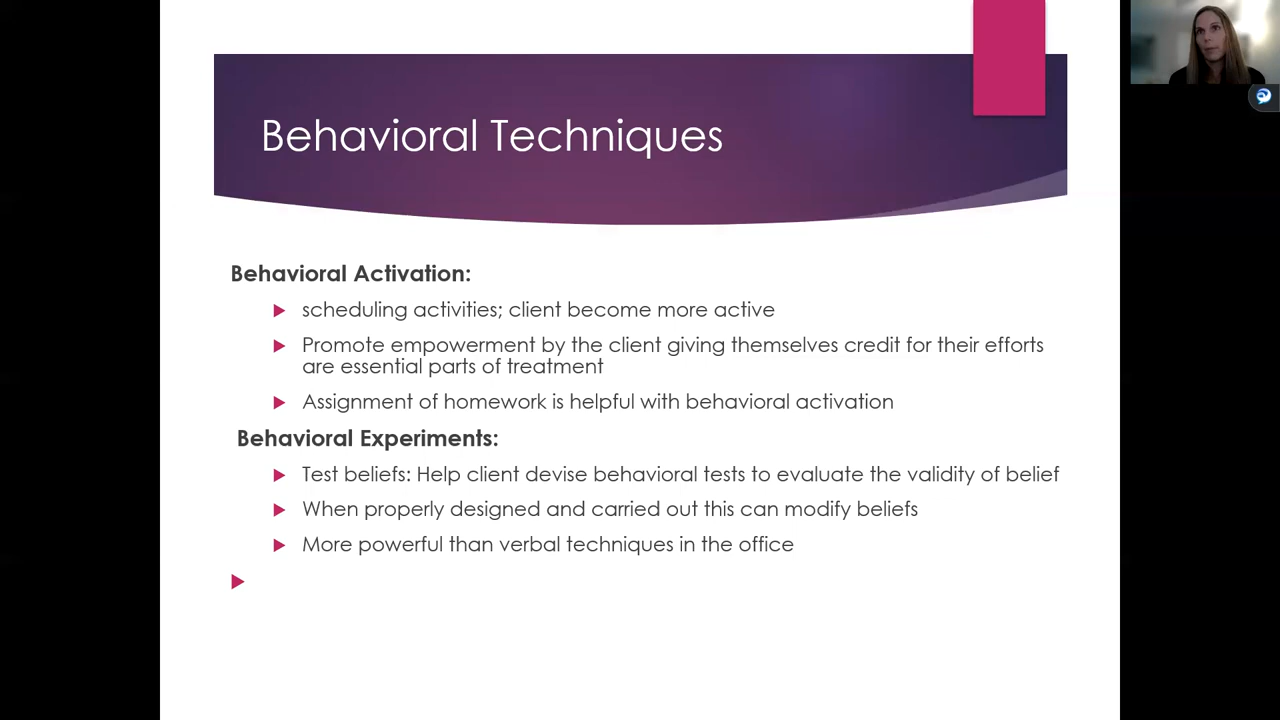 Behavioral Techniques
Behavioral Activation:
scheduling activities; client become more active
Promote empowerment by the client giving themselves credit for their efforts
are essential parts of treatment
Assignment of homework is helpful with behavioral activation
Behavioral Experiments:
Test beliefs: Help client devise behavioral tests to evaluate the validity of belief
When properly designed and carried out this can modify beliefs
More powerful than verbal techniques in the office